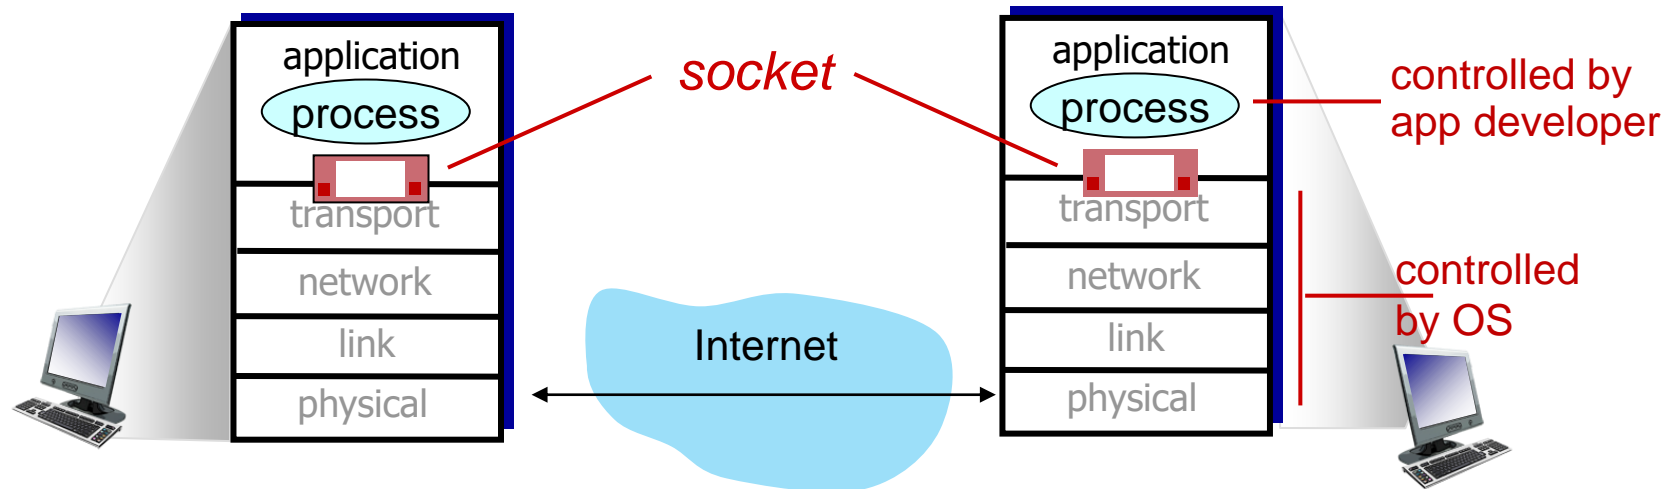 application
process
transport
network
link
physical
socket
Internet
application
process
transport
network
link
physical
controlled by
app developer
controlled
by OS